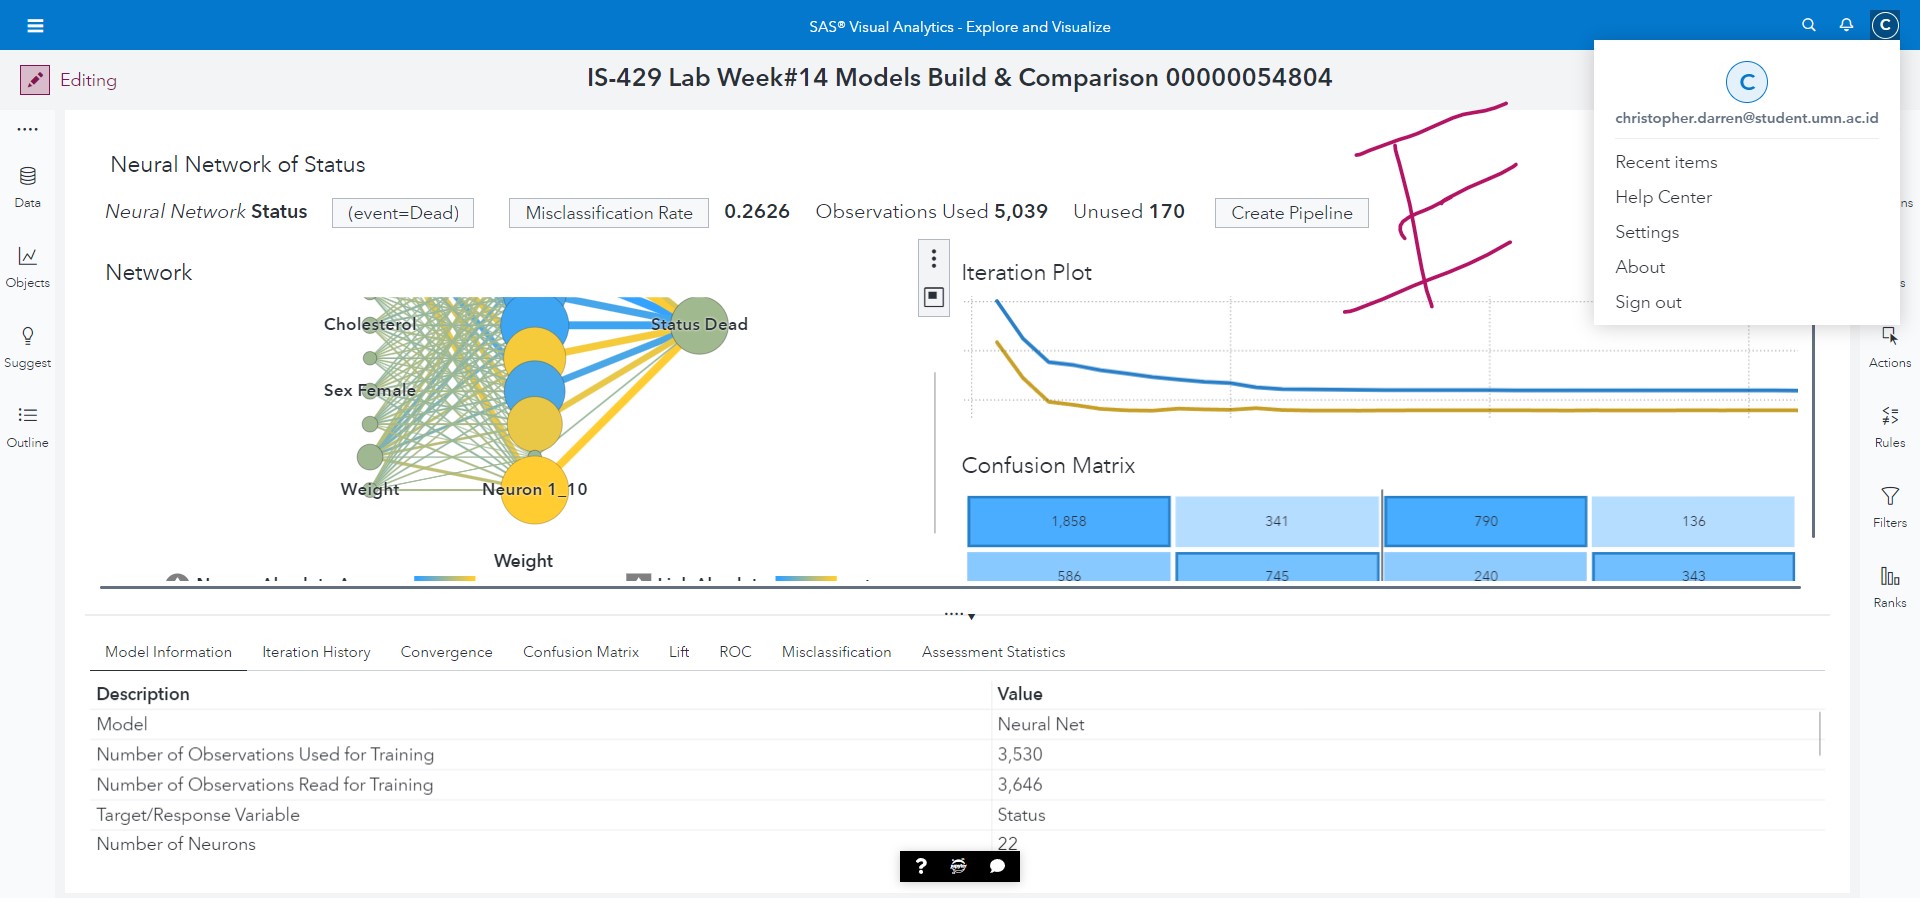 SAS® Visual Analytics - Explore and Visualize
C
Editing
IS-429 Lab Week#14 Models Build & Comparison 00000054804
C
christopher.darren@student.umn.ac.id
Recent items
Help Center
Settings
About
Sign out
Data
Objects
Suggest
Outline
Neural Network of Status
Neural Network Status (event=Dead) Misclassification Rate 0.2626 Observations Used 5,039 Unused 170 Create Pipeline
E
Network
Cholesterol
Status Dead
Sex Female
Weight
Neuron 1_10
Weight
Iteration Plot
Confusion Matrix
1,858 341 790 136
586 745 240 343
Actions
Rules
Filters
Ranks
Model Information Iteration History Convergence Confusion Matrix Lift ROC Misclassification Assessment Statistics
Description Value
Model Neural Net
Number of Observations Used for Training 3,530
Number of Observations Read for Training 3,646
Target/Response Variable Status
Number of Neurons 22
?